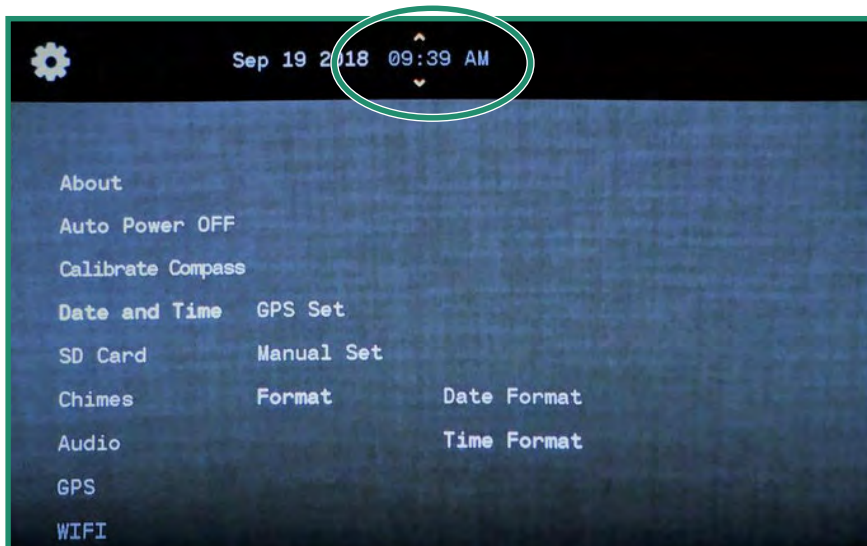 Sep 19 2018 09:39 AM
About
Auto Power OFF
Calibrate Compass
Date and Time GPS Set
SD Card Manual Set
Chimes Format Date Format
Audio Time Format
GPS
WIFI